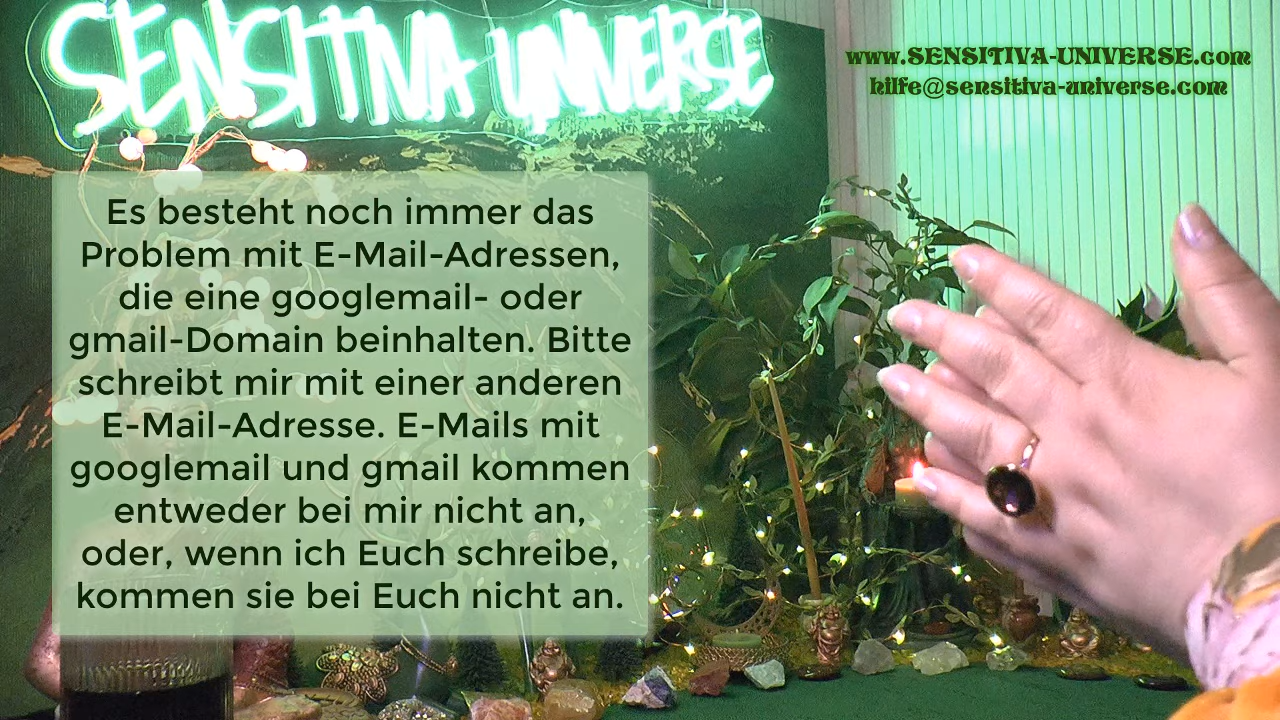 SENSITIVA UNIVERSE
www.SENSITIVA-UNIVERSE.com
hilfe@sensitiva-universe.com
Es besteht noch immer das
Problem mit E-Mail-Adressen,
die eine googlemail- oder
gmail-Domain beinhalten. Bitte
schreibt mir mit einer anderen
E-Mail-Adresse. E-Mails mit
googlemail und gmail kommen
entweder bei mir nicht an,
oder, wenn ich Euch schreibe,
kommen sie bei Euch nicht an.